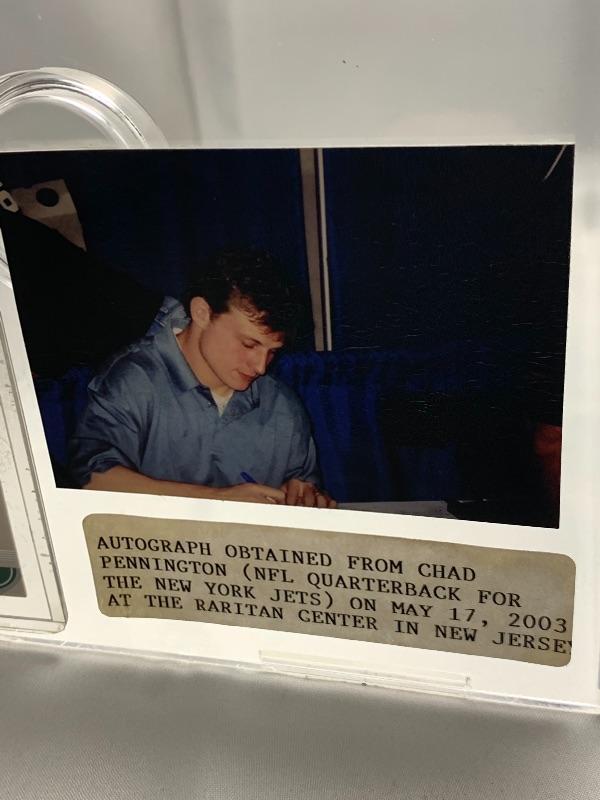 AUTOGRAPH OBTAINED FROM CHAD
PENNINGTON (NFL QUARTERBACK FOR
THE NEW YORK JETS) ON MAY 17, 2003
AT THE RARITAN CENTER IN NEW JERSEY